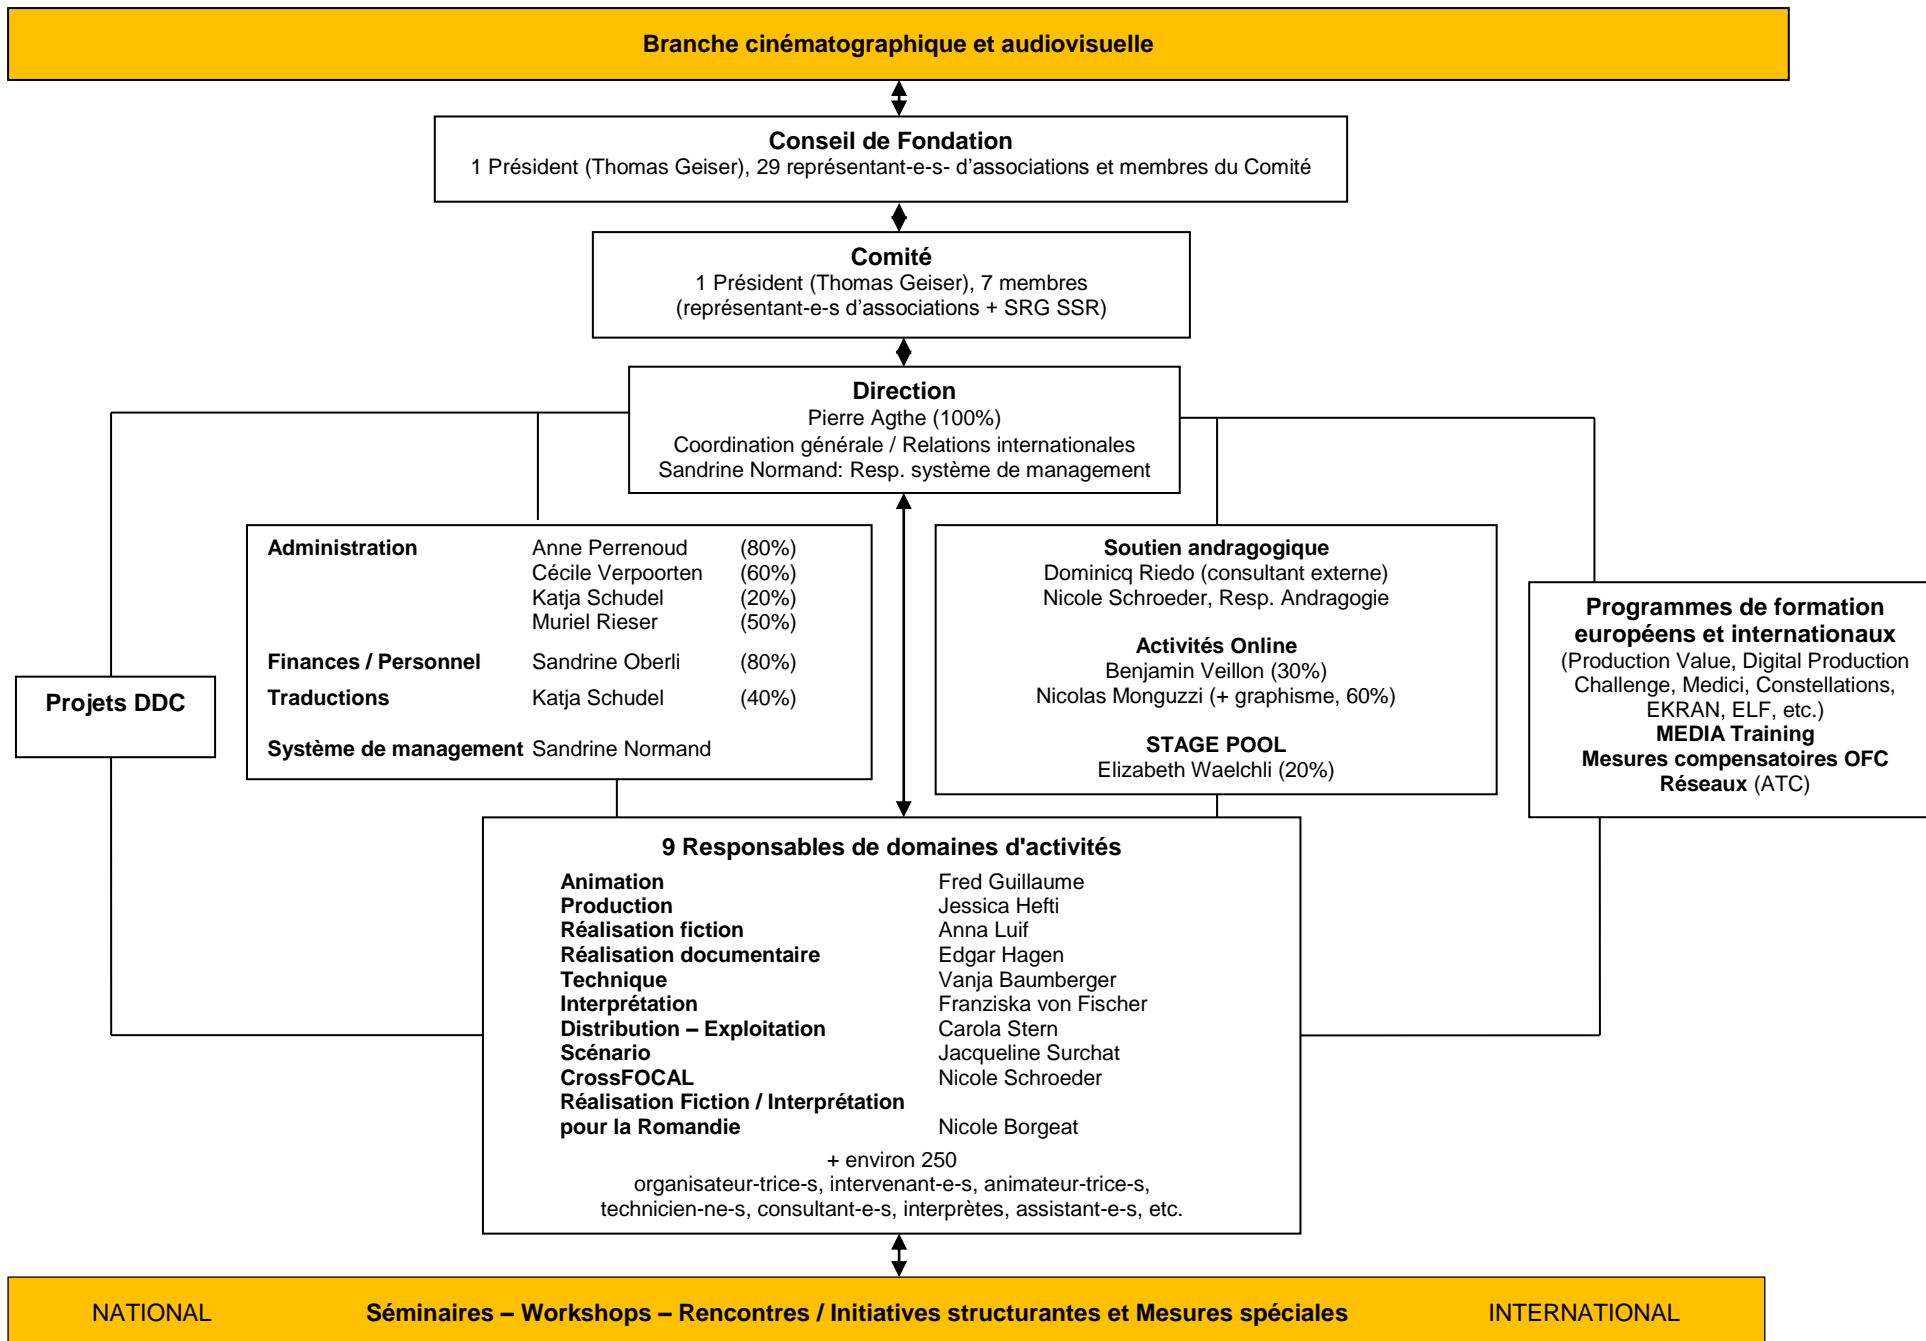 Branche cinématographique et audiovisuelle
Conseil de Fondation
1 Président (Thomas Geiser), 29 représentant-e-s- d’associations et membres du Comité
Comité
1 Président (Thomas Geiser), 7 membres
(représentant-e-s d’associations + SRG SSR)
Direction
Pierre Agthe (100%)
Coordination générale / Relations internationales
Sandrine Normand: Resp. système de management
Projets DDC
Administration Anne Perrenoud (80%)
Cécile Verpoorten (60%)
Katja Schudel (20%)
Muriel Rieser (50%)
Finances / Personnel Sandrine Oberli (80%)
Traductions Katja Schudel (40%)
Système de management Sandrine Normand
Soutien andragogique
Dominicq Riedo (consultant externe)
Nicole Schroeder, Resp. Andragogie
Activités Online
Benjamin Veillon (30%)
Nicolas Monguzzi (+ graphisme, 60%)
STAGE POOL
Elizabeth Waelchli (20%)
Programmes de formation
européens et internationaux
(Production Value, Digital Production
Challenge, Medici, Constellations,
EKRAN, ELF, etc.)
MEDIA Training
Mesures compensatoires OFC
Réseaux (ATC)
9 Responsables de domaines d'activités
Animation Fred Guillaume
Production Jessica Hefti
Réalisation fiction Anna Luif
Réalisation documentaire Edgar Hagen
Technique Vanja Baumberger
Interprétation Franziska von Fischer
Distribution – Exploitation Carola Stern
Scénario Jacqueline Surchat
CrossFOCAL Nicole Schroeder
Réalisation Fiction / Interprétation
pour la Romandie Nicole Borgeat
+ environ 250
organisateur-trice-s, intervenant-e-s, animateur-trice-s,
technicien-ne-s, consultant-e-s, interprètes, assistant-e-s, etc.
NATIONAL Séminaires – Workshops – Rencontres / Initiatives structurantes et Mesures spéciales INTERNATIONAL